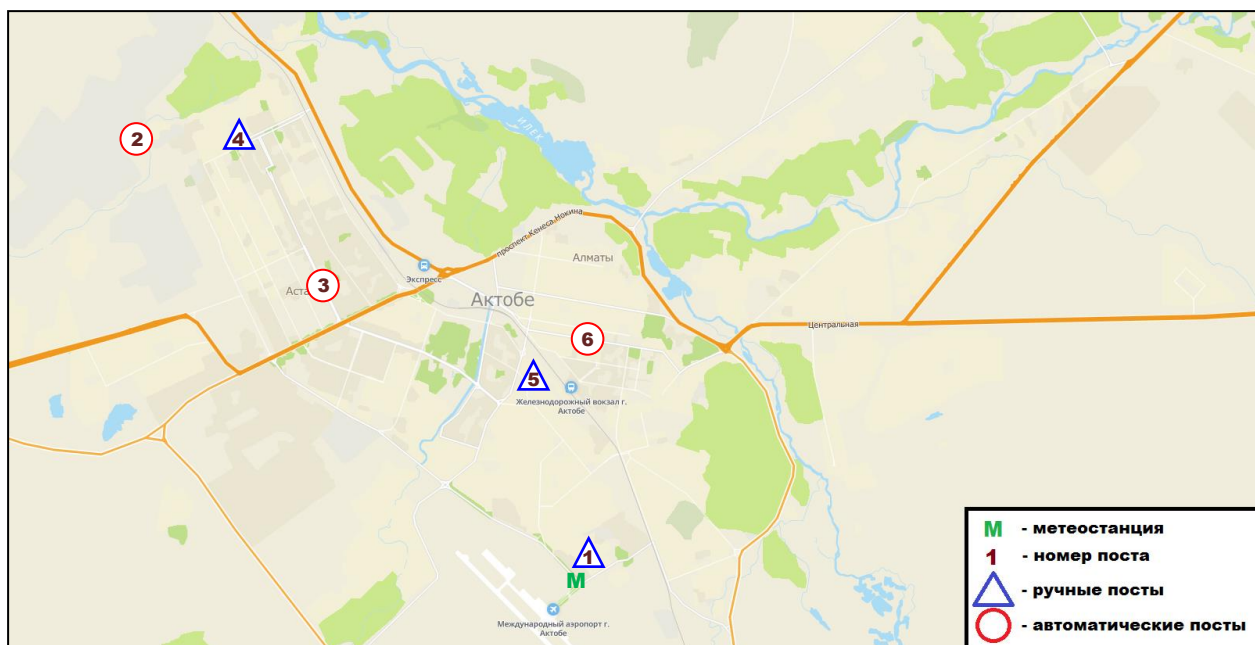 ИЛЕК
2
4
проспект Кенеса Нокина
Алматы
Экспресс
3
Аста
Актобе
Центральная
6
5
Железнодорожный вокзал г.
Актобе
1
М
Международный аэропорт г.
Актобе
М - метеостанция
1 - номер поста
- ручные посты
- автоматические посты